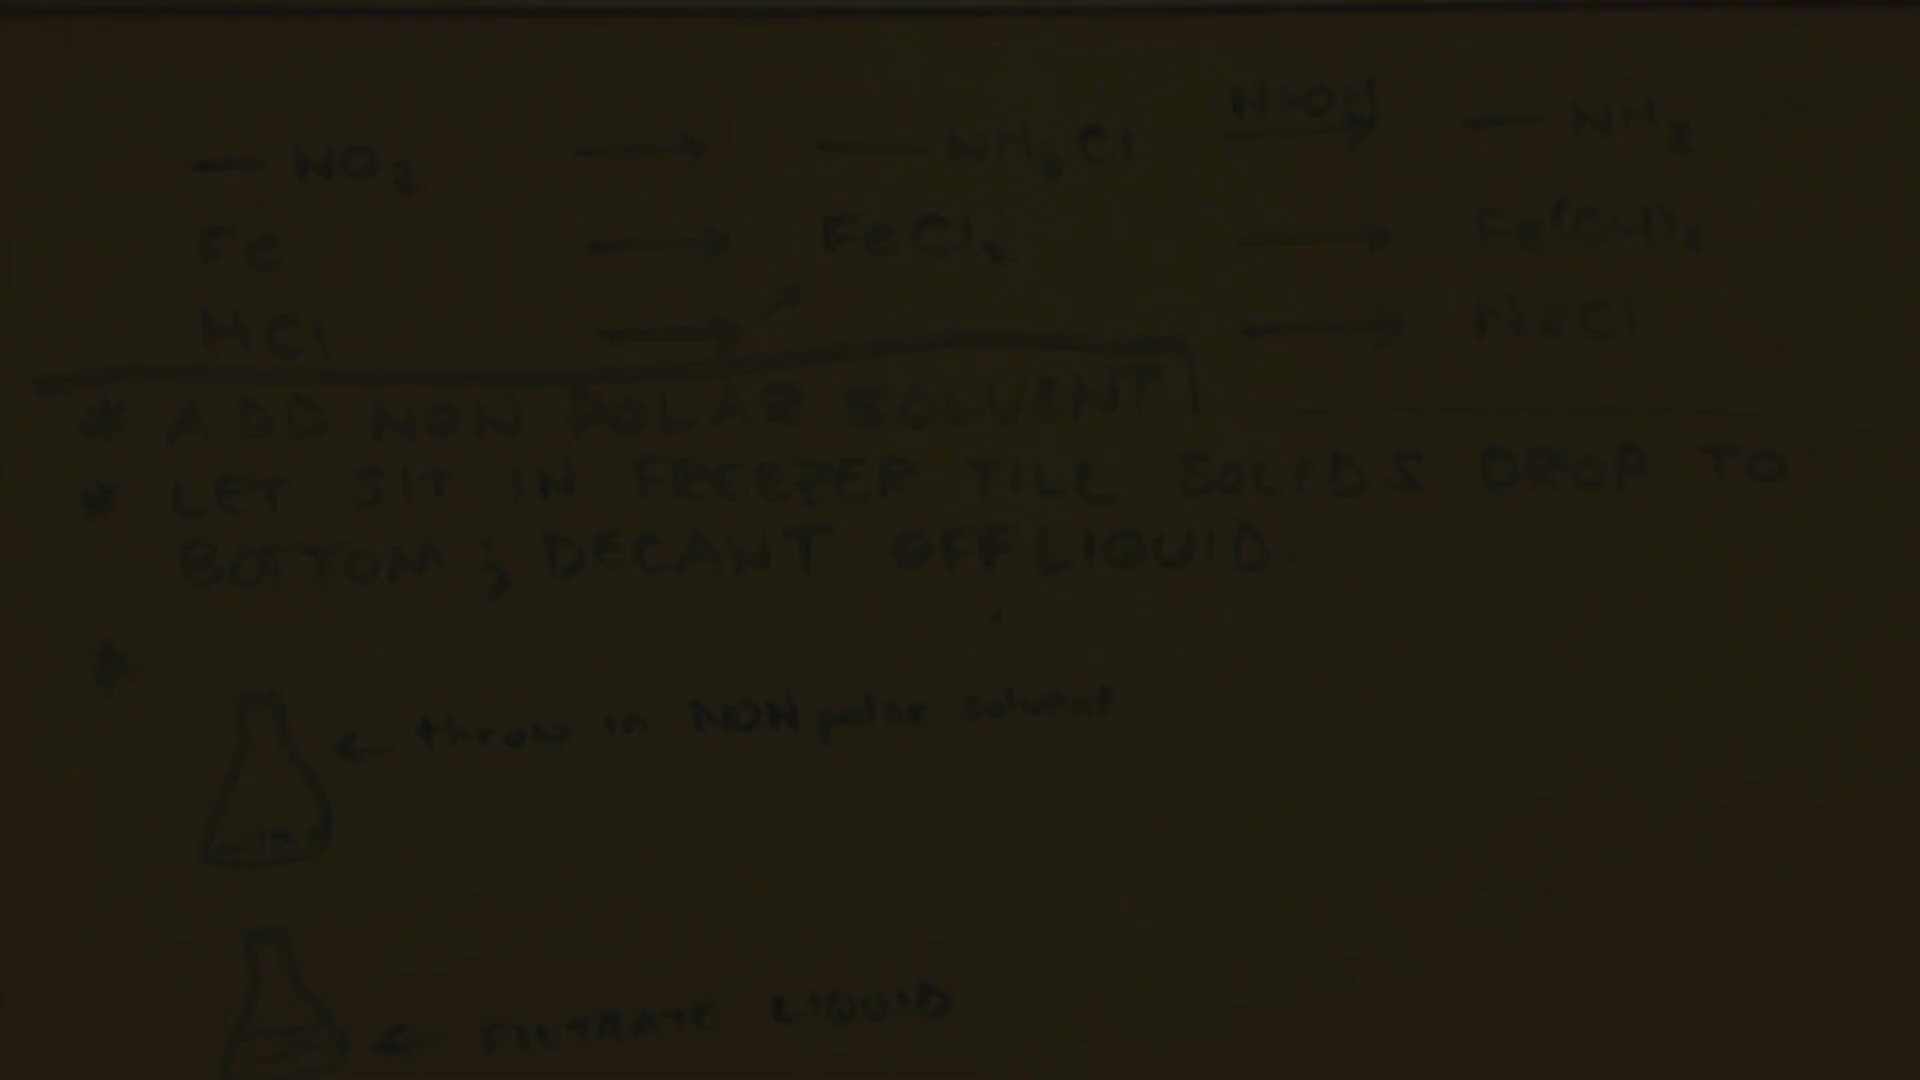 — NO2 → — NH3Cl NaOH → — NH2
Fe → FeCl2 → Fe(OH)2
HCl → ↗ → NaCl
* ADD NON POLAR SOLVENT
* LET SIT IN FREEZER TILL SOLIDS DROP TO
BOTTOM; DECANT OFF LIQUID.
*
← throw in NON polar solvent
← FILTRATE LIQUID